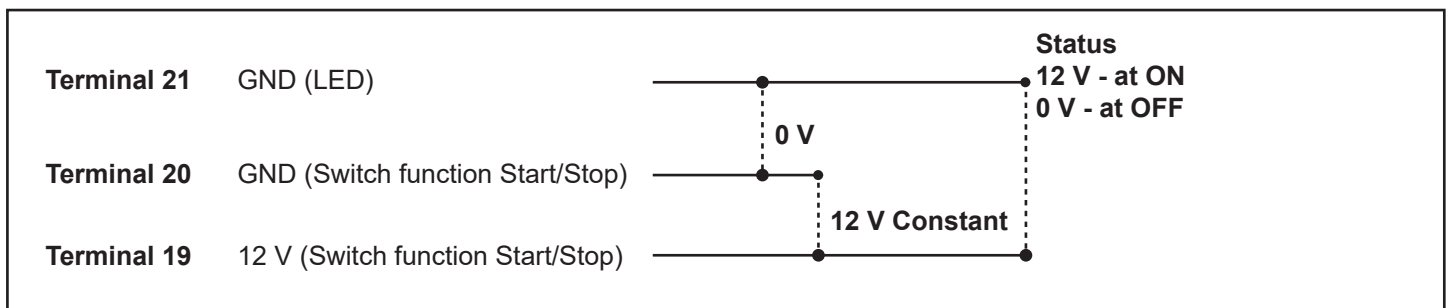 Status
Terminal 21 GND (LED) 12 V - at ON
0 V - at OFF
0 V
Terminal 20 GND (Switch function Start/Stop)
12 V Constant
Terminal 19 12 V (Switch function Start/Stop)